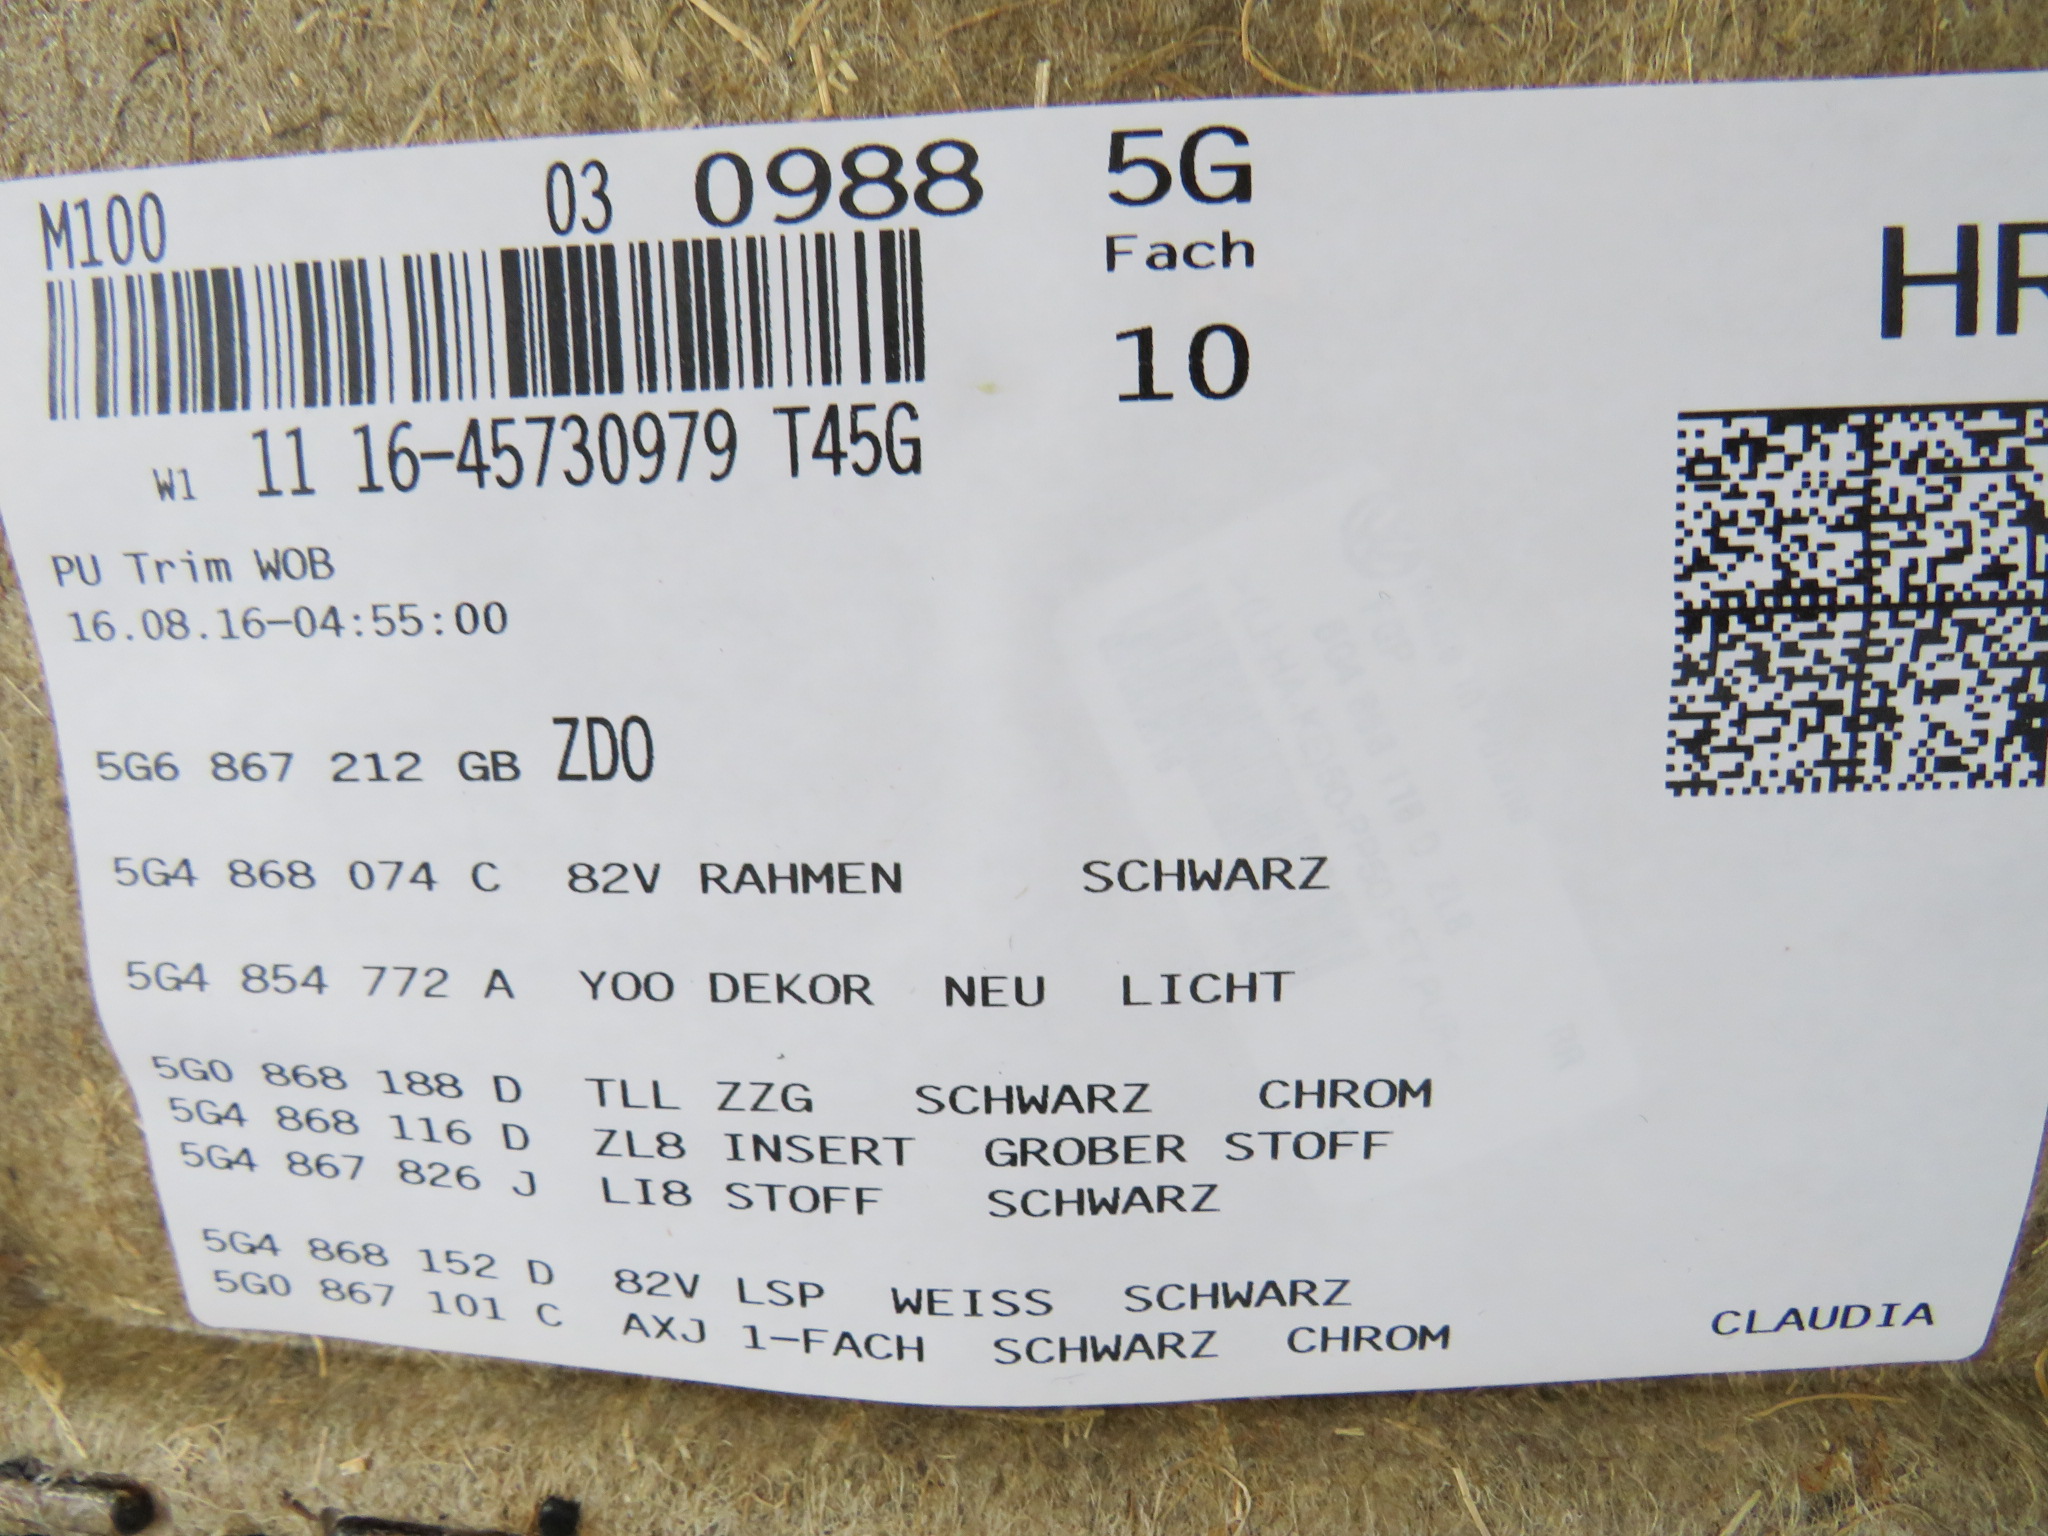 M100 03 0988 5G
Fach
HR
10
W1 11 16-45730979 T45G
PU Trim WOB
16.08.16-04:55:00
5G6 867 212 GB ZD0
5G4 868 074 C 82V RAHMEN SCHWARZ
5G4 854 772 A YOO DEKOR NEU LICHT
5G0 868 188 D TLL ZZG SCHWARZ CHROM
5G4 868 116 D ZL8 INSERT GROBER STOFF
5G4 867 826 J LI8 STOFF SCHWARZ
5G4 868 152 D 82V LSP WEISS SCHWARZ
5G0 867 101 C AXJ 1-FACH SCHWARZ CHROM
CLAUDIA